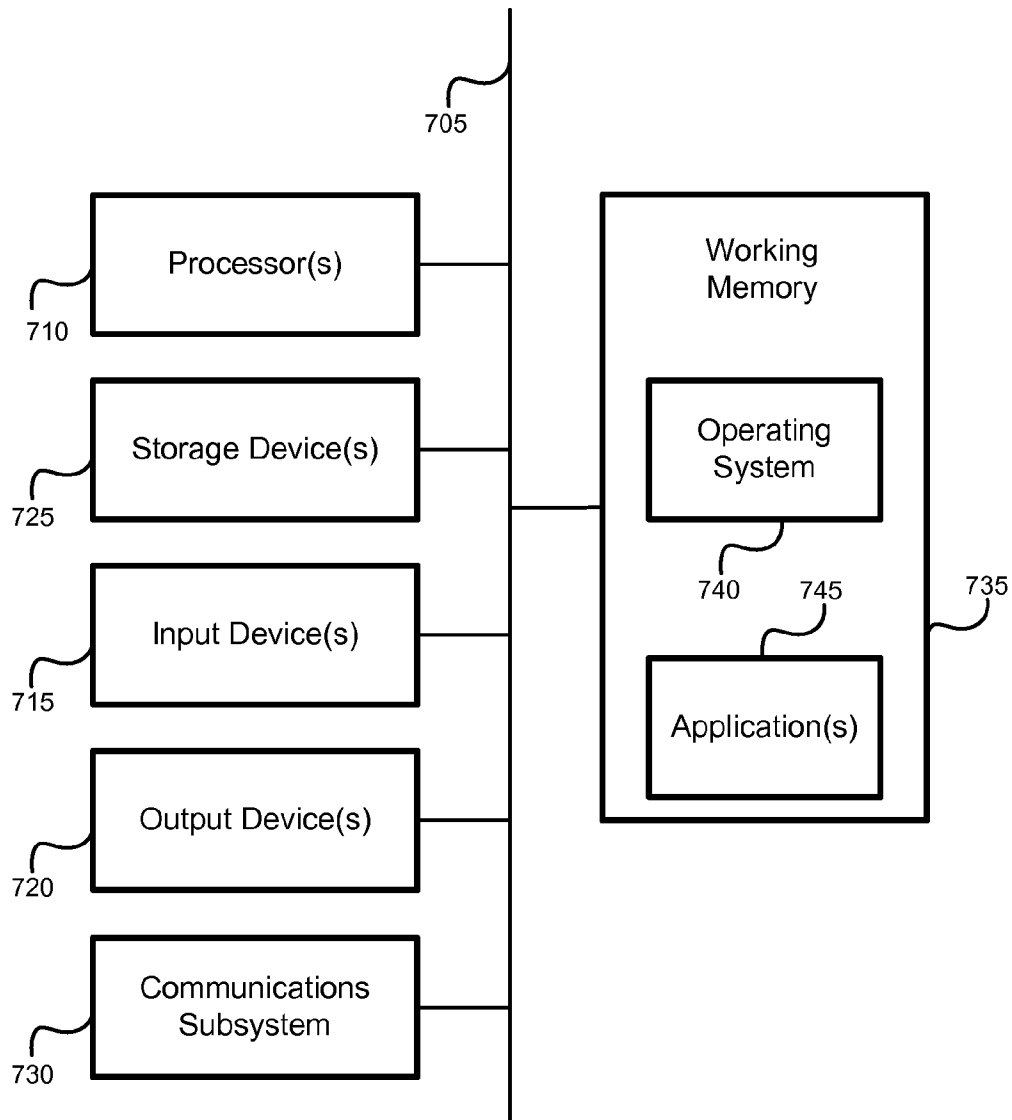 705
Processor(s)
710
Storage Device(s)
725
Input Device(s)
715
Output Device(s)
720
Communications
Subsystem
730
Working
Memory
Operating
System
740
745
735
Application(s)